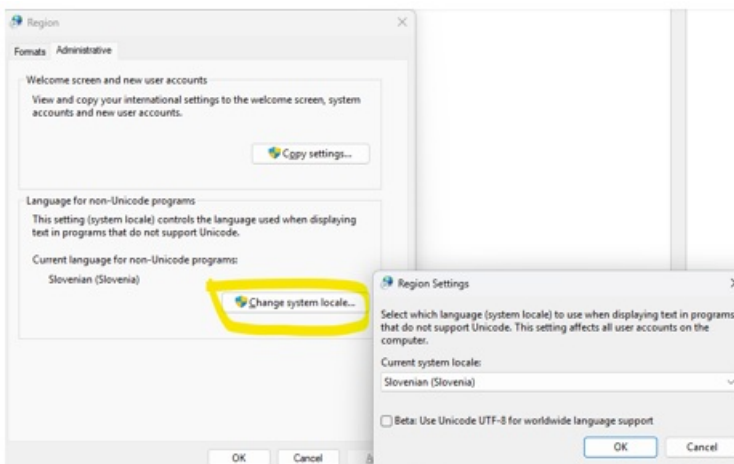 Region
Formats Administrative
Welcome screen and new user accounts
View and copy your international settings to the welcome screen, system
accounts and new user accounts.
Copy settings...
Language for non-Unicode programs
This setting (system locale) controls the language used when displaying
text in programs that do not support Unicode.
Current language for non-Unicode programs:
Slovenian (Slovenia)
Change system locale...
OK Cancel
Region Settings
Select which language (system locale) to use when displaying text in programs
that do not support Unicode. This setting affects all user accounts on the
computer.
Current system locale:
Slovenian (Slovenia)
Beta: Use Unicode UTF-8 for worldwide language support
OK Cancel